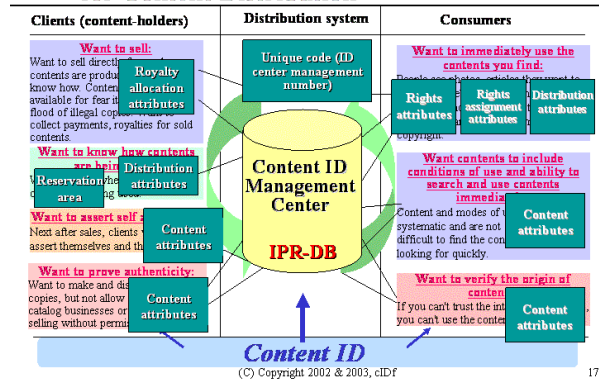 Clients (content-holders)
Distribution system
Consumers
Want to sell:
Want to sell direct
contents are produ
know how. Conten
available for fear i
flood of illegal copi
collect payments, royalties for sold
contents.
Royalty
allocation
attributes
Want to know how contents
are bein
Reservation
area
Distribution
attributes
Want to assert self a
Next after sales, clients
assert themselves and th
Content
attributes
Want to prove authenticity:
Want to make and di
copies, but not allow
catalog businesses or
selling without permis
Content
attributes
Unique code (ID
center management
number)
Content ID
Management
Center
IPR-DB
Want to immediately use the
contents you find:
Rights
attributes
Rights
assignment
attributes
Distribution
attributes
copyright.
Want contents to include
conditions of use and ability to
search and use contents
immedia
Content and modes of u
systematic and are not
difficult to find the con
looking for quickly.
Content
attributes
Want to verify the origin of
conten
If you can't trust the int
you can't use the conten
Content
attributes
Content ID
(C) Copyright 2002 & 2003, cIDf
17